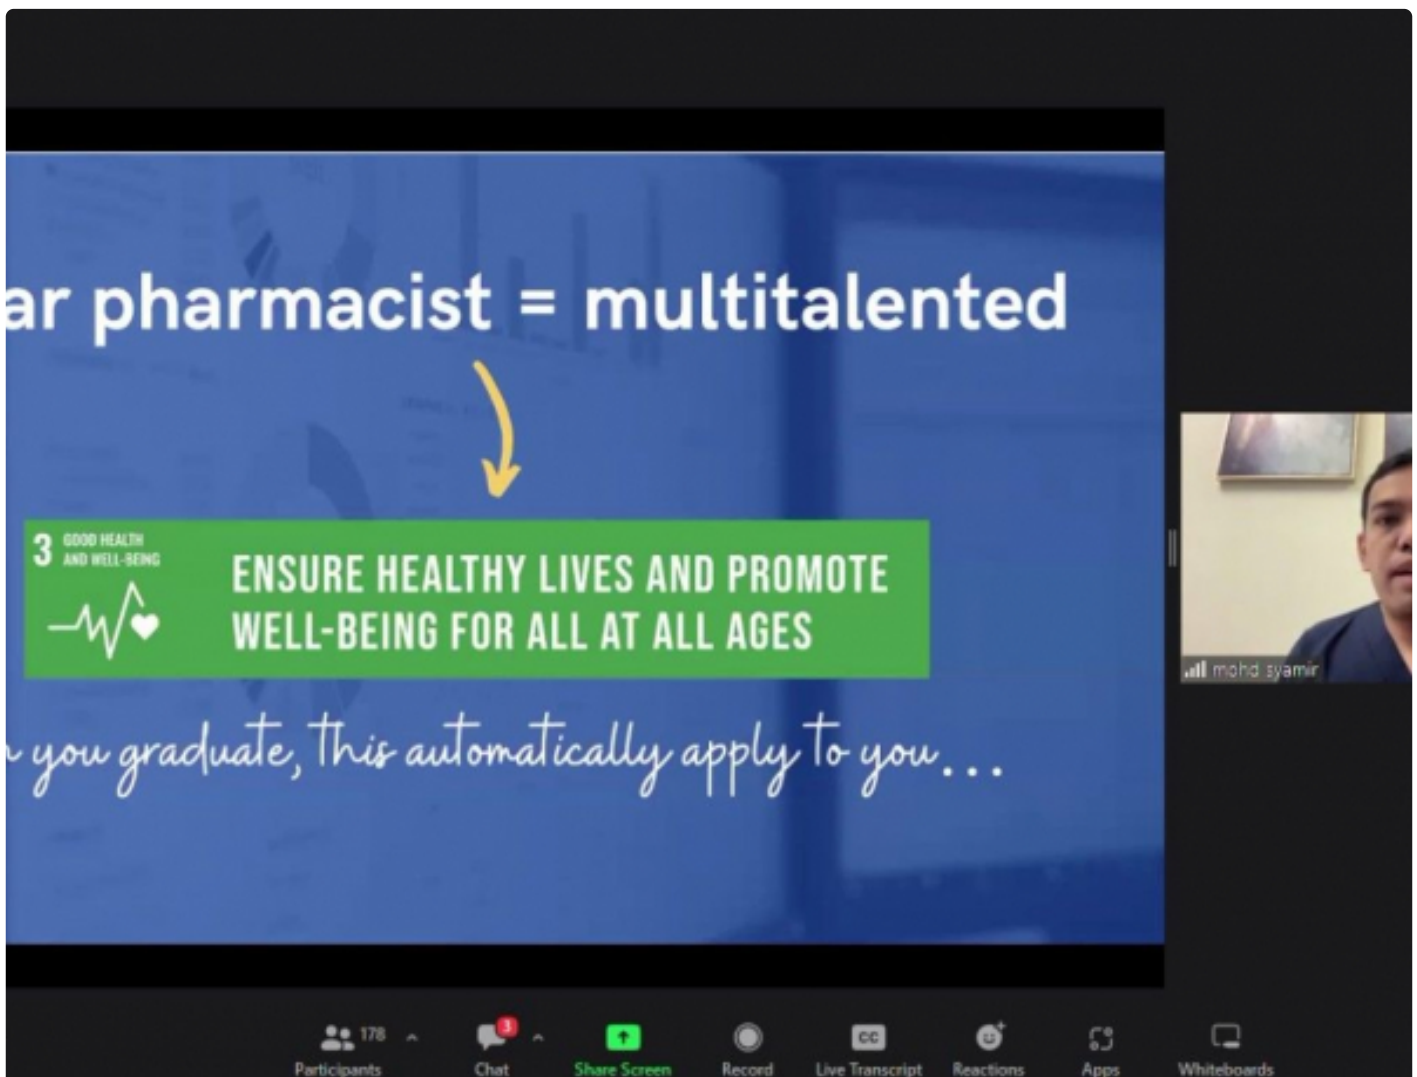 ar pharmacist = multitalented
3 GOOD HEALTH
AND WELL-BEING
ENSURE HEALTHY LIVES AND PROMOTE
WELL-BEING FOR ALL AT ALL AGES
you graduate, this automatically apply to you...
mohd syamir
178
3
Participants
Chat
Share Screen
Record
CC
Live Transcript
Reactions
Apps
Whiteboards